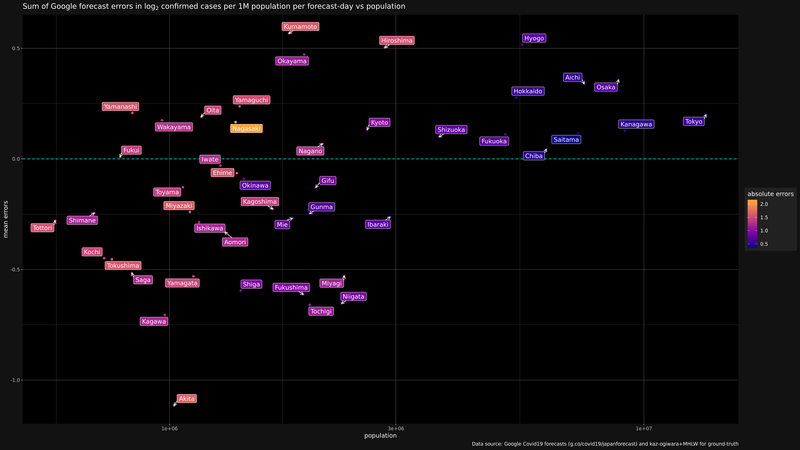 Sum of Google forecast errors in log₂ confirmed cases per 1M population per forecast-day vs population
Kumamoto
Hyogo
Hiroshima
0.5
Okayama
Aichi
Osaka
Hokkaido
Yamaguchi
Yamanashi
Oita
Kyoto
Tokyo
Kanagawa
Wakayama
Nagasaki
Shizuoka
Saitama
Fukuoka
Fukui
Nagano
Chiba
0.0
Iwate
Ehime
Gifu
Okinawa
Toyama
Kagoshima
Miyazaki
Gunma
Shimane
Mie
Ibaraki
Tottori
Ishikawa
Aomori
Kochi
Tokushima
-0.5
Saga
Yamagata
Shiga
Fukushima
Miyagi
Niigata
Tochigi
Kagawa
-1.0
Akita
mean errors
1e+06
3e+06
1e+07
population
absolute errors
2.0
1.5
1.0
0.5
Data source: Google Covid19 forecasts (g.co/covid19/japanforecast) and kaz-ogiwara+MHLW for ground-truth